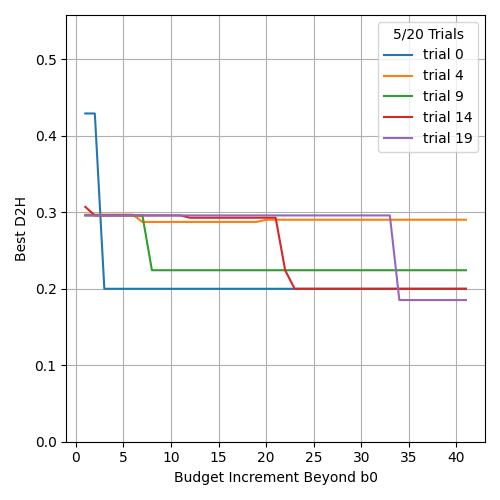 5/20 Trials
trial 0
trial 4
trial 9
trial 14
trial 19
Best D2H
0.5
0.4
0.3
0.2
0.1
0.0
0 5 10 15 20 25 30 35 40
Budget Increment Beyond b0